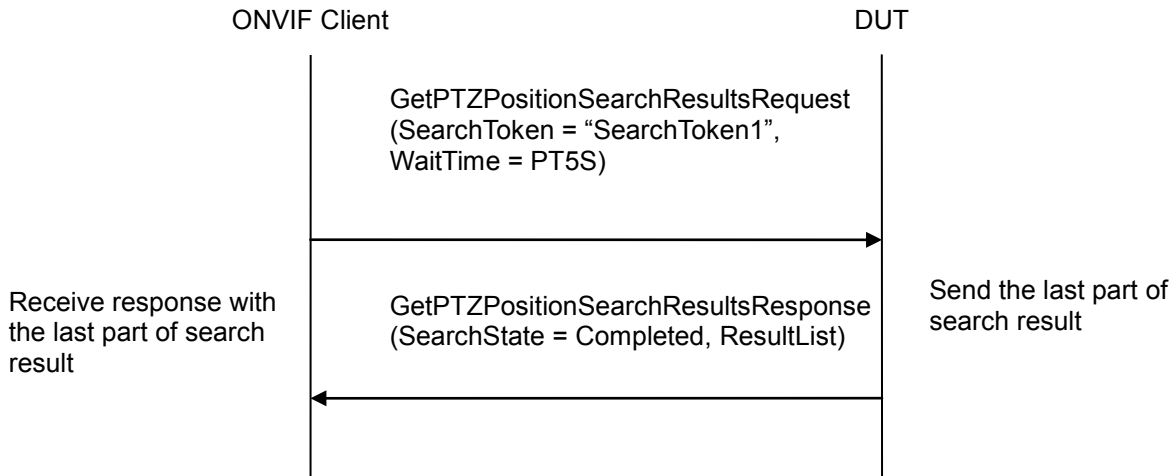 ONVIF Client
DUT
GetPTZPositionSearchResultsRequest
(SearchToken = “SearchToken1”,
WaitTime = PT5S)
Receive response with
the last part of search
result
GetPTZPositionSearchResultsResponse
(SearchState = Completed, ResultList)
Send the last part of
search result